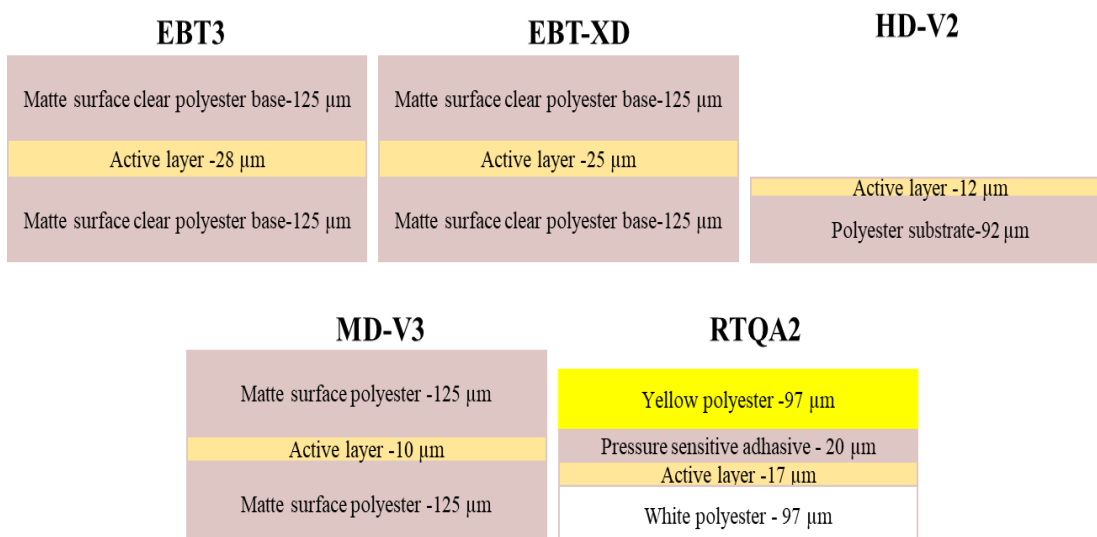 EBT3
EBT-XD
HD-V2
Matte surface clear polyester base-125 μm
Active layer -28 μm
Matte surface clear polyester base-125 μm
Matte surface clear polyester base-125 μm
Active layer -25 μm
Matte surface clear polyester base-125 μm
Active layer -12 μm
Polyester substrate-92 μm
MD-V3
RTQA2
Matte surface polyester -125 μm
Active layer -10 μm
Matte surface polyester -125 μm
Yellow polyester -97 μm
Pressure sensitive adhasive - 20 μm
Active layer -17 μm
White polyester - 97 μm